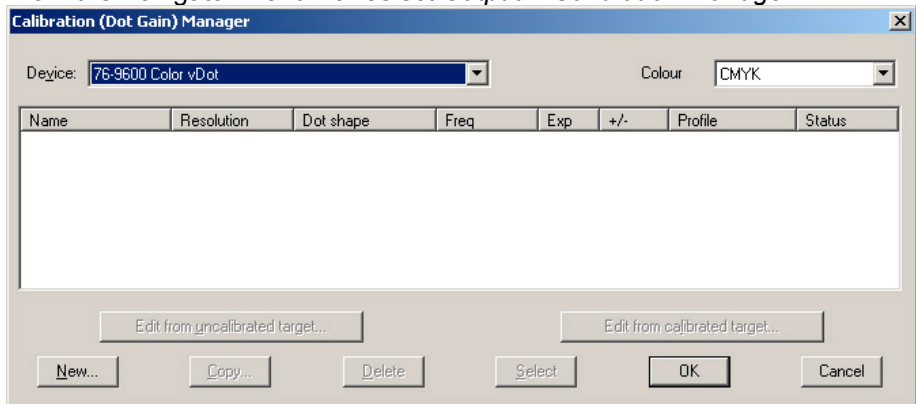 Calibration (Dot Gain) Manager
Device: 76-9600 Color vDot Colour CMYK
Name Resolution Dot shape Freq Exp +/- Profile Status
Edit from uncalibrated target... Edit from calibrated target...
New... Copy... Delete Select OK Cancel